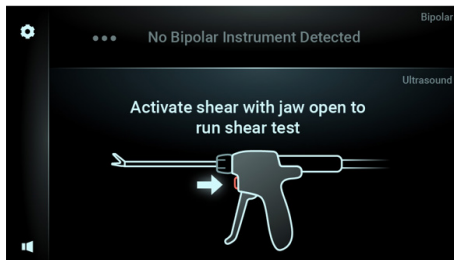 Bipolar
No Bipolar Instrument Detected
Ultrasound
Activate shear with jaw open to
run shear test